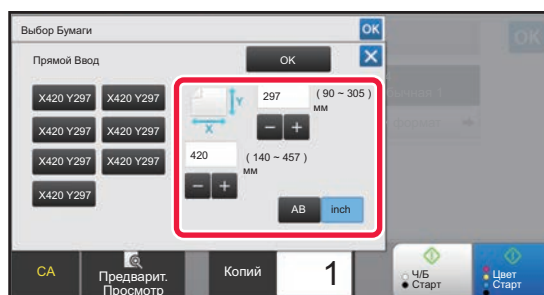 Выбор Бумаги
OK
Прямой Ввод
OK
X420 Y297 X420 Y297
X420 Y297 X420 Y297
X420 Y297 X420 Y297
X420 Y297
Y
X
297
( 90 ~ 305 )
мм
420
( 140 ~ 457 )
мм
AB inch
OK
формат
CA
Предварит.
Просмотр
Копий
1
Ч/Б
Старт
Цвет
Старт